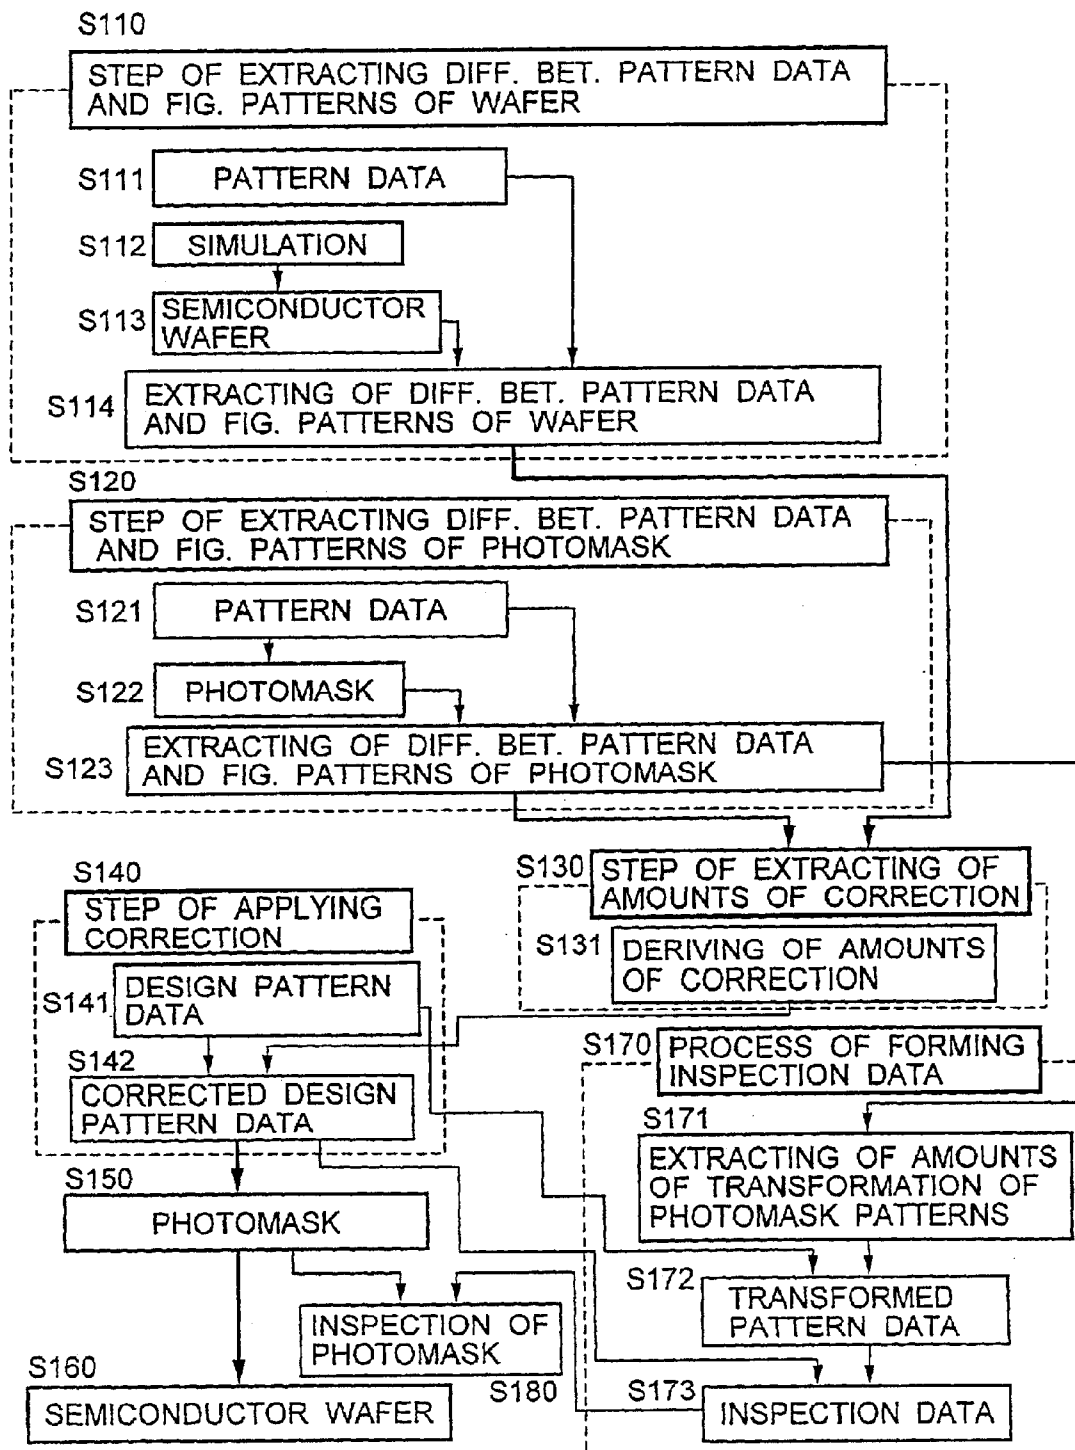 S110
STEP OF EXTRACTING DIFF. BET. PATTERN DATA
AND FIG. PATTERNS OF WAFER
S111
PATTERN DATA
S112
SIMULATION
S113
SEMICONDUCTOR
WAFER
S114
EXTRACTING OF DIFF. BET. PATTERN DATA
AND FIG. PATTERNS OF WAFER
S120
STEP OF EXTRACTING DIFF. BET. PATTERN DATA
AND FIG. PATTERNS OF PHOTOMASK
S121
PATTERN DATA
S122
PHOTOMASK
S123
EXTRACTING OF DIFF. BET. PATTERN DATA
AND FIG. PATTERNS OF PHOTOMASK
S130
STEP OF EXTRACTING OF
AMOUNTS OF CORRECTION
S131
DERIVING OF AMOUNTS
OF CORRECTION
S140
STEP OF APPLYING
CORRECTION
S141
DESIGN PATTERN
DATA
S142
CORRECTED DESIGN
PATTERN DATA
S150
PHOTOMASK
S160
SEMICONDUCTOR WAFER
INSPECTION OF
PHOTOMASK
S180
S170
PROCESS OF FORMING
INSPECTION DATA
S171
EXTRACTING OF AMOUNTS
OF TRANSFORMATION OF
PHOTOMASK PATTERNS
S172
TRANSFORMED
PATTERN DATA
S173
INSPECTION DATA